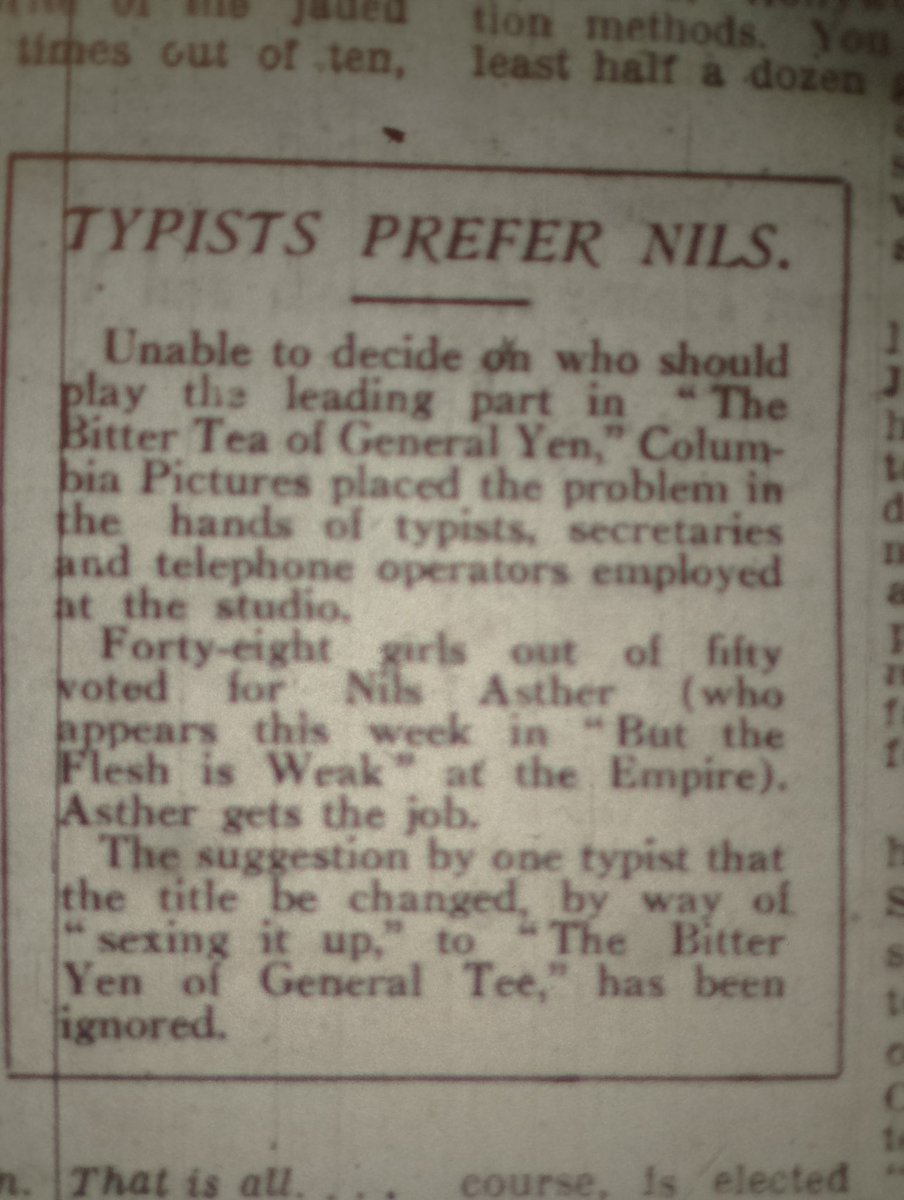 of the jaded
times out of ten,
tion methods. You
least half a dozen
TYPISTS PREFER NILS.
Unable to decide on who should
play the leading part in "The
Bitter Tea of General Yen," Colum-
bia Pictures placed the problem in
the hands of typists, secretaries
and telephone operators employed
at the studio.
Forty-eight girls out of fifty
voted for Nils Asther (who
appears this week in "But the
Flesh is Weak" at the Empire).
Asther gets the job.
The suggestion by one typist that
the title be changed, by way of
"sexing it up," to "The Bitter
Yen of General Tee," has been
ignored.
That is all. . . .
course, is elected